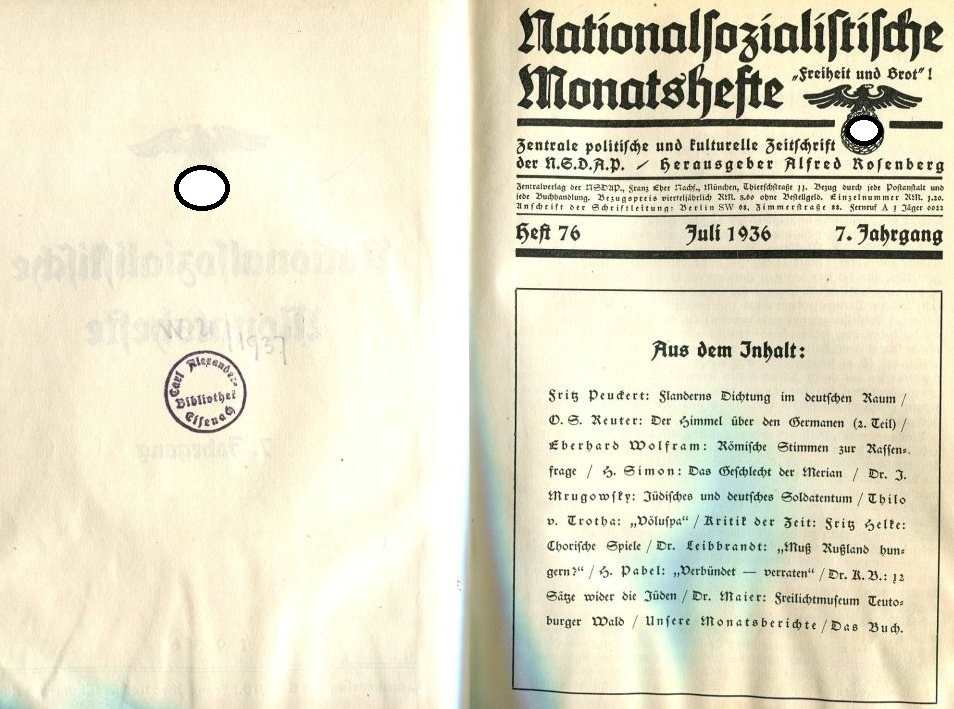 1937
Carl Alexander-
Bibliothek
Eisenach
Nationalsozialistische
Monatshefte „Freiheit und Brot"!
Zentrale politische und kulturelle Zeitschrift
der N.S.D.A.P. / Herausgeber Alfred Rosenberg
Zentralverlag der NSDAP., Franz Eher Nachf., München, Thierschstraße 11. Bezug durch jede Postanstalt und
jede Buchhandlung. Bezugspreis vierteljährlich RM. 3.60 ohne Bestellgeld. Einzelnummer RM. 1.20.
Anschrift der Schriftleitung: Berlin SW 68, Zimmerstraße 88. Fernruf A 1 Jäger 0022
Heft 76 Juli 1936 7. Jahrgang
Aus dem Inhalt:
Fritz Peuckert: Flanderns Dichtung im deutschen Raum /
O. S. Reuter: Der Himmel über den Germanen (2. Teil) /
Eberhard Wolfram: Römische Stimmen zur Rassen-
frage / H. Simon: Das Geschlecht der Merian / Dr. J.
Mrugowsky: Jüdisches und deutsches Soldatentum / Thilo
v. Trotha: „Völuspa“ / Kritik der Zeit: Fritz Helke:
Chorische Spiele / Dr. Leibbrandt: „Muß Rußland hun-
gern?“ / H. Pabel: „Verbündet — verraten“ / Dr. K. B.: 12
Sätze wider die Jüden / Dr. Maier: Freilichtmuseum Teuto-
burger Wald / Unsere Monatsberichte / Das Buch.